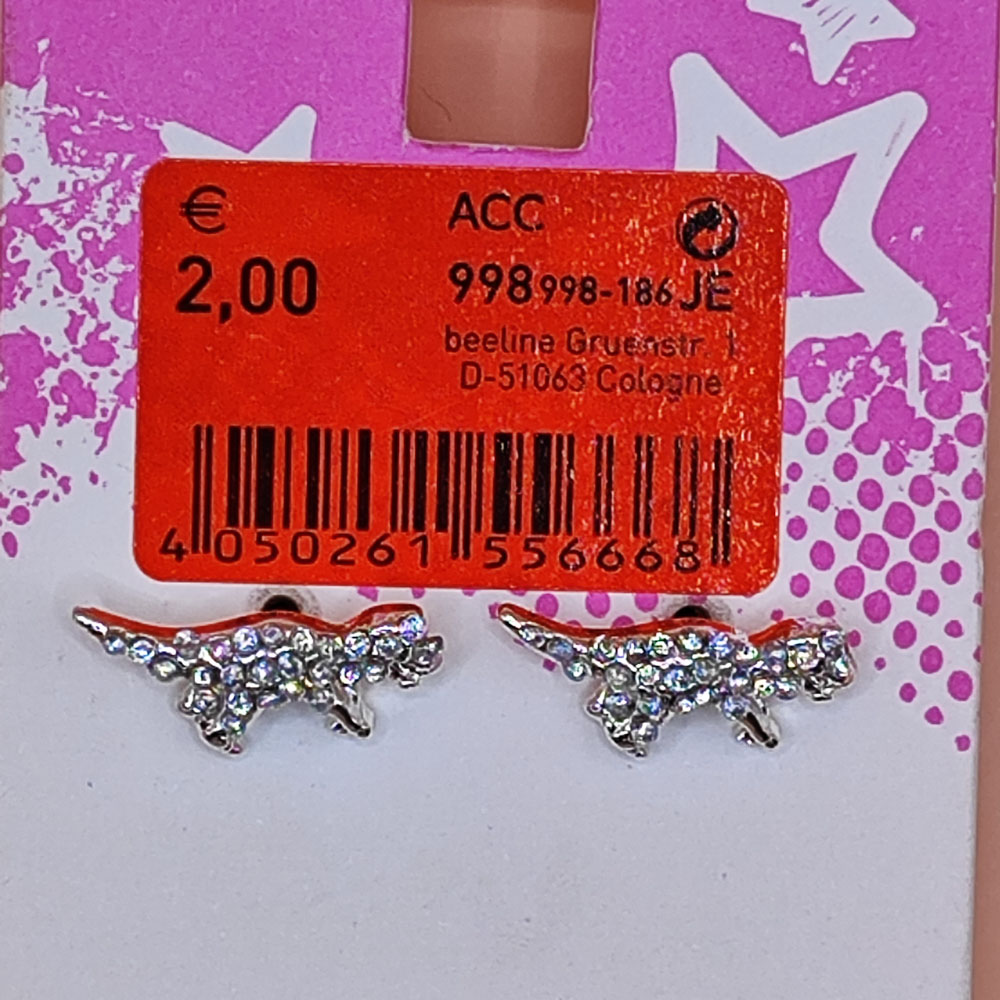 € ACC
2,00 998998-186 JE
beeline Gruenstr. 1
D-51063 Cologne
4 050261 556668